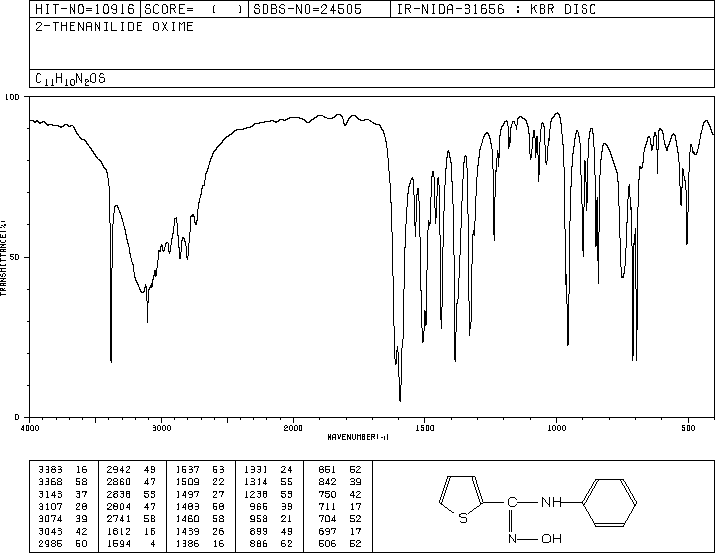 HIT-NO=10916 SCORE= ( ) SDBS-NO=24505 IR-NIDA-31656 : KBR DISC
2-THENANILIDE OXIME
C11H10N2OS
100
TRANSMITTANCE(%)
50
0
4000 3000 2000 1500 1000 500
WAVENUMBER(-1)
3383 16 2942 49 1537 53 1331 24 851 52
3368 58 2860 47 1509 22 1314 55 842 39
3143 37 2838 55 1497 27 1238 53 750 42
3107 28 2804 47 1483 58 966 39 711 17
3074 39 2741 58 1460 58 958 21 704 52
3043 42 1612 16 1439 26 899 49 697 17
2985 50 1594 4 1386 16 886 62 506 52
S C NH
N OH